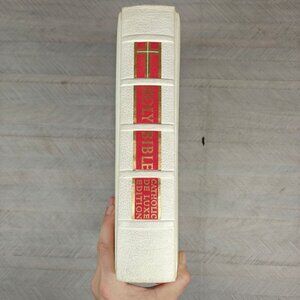 HOLY BIBLE
CATHOLIC
DE LUXE
EDITION